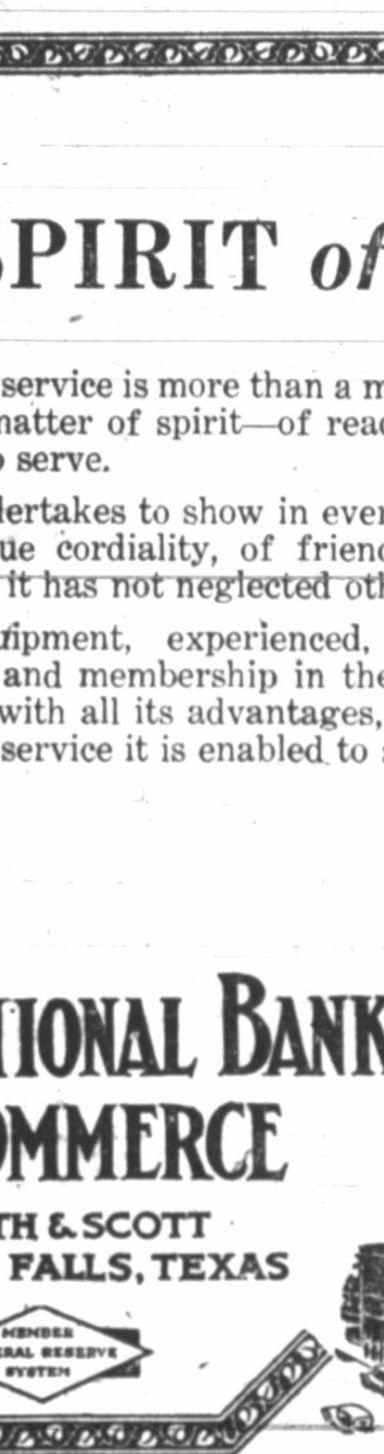 SPIRIT of
service is more than a m
matter of spirit—of read
o serve.
dertakes to show in ever
ue cordiality, of friend
it has not neglected oth
uipment, experienced,
and membership in the
with all its advantages,
service it is enabled to
TIONAL BANK
OMMERCE
TH & SCOTT
FALLS, TEXAS
MEMBER
RAL RESERVE
SYSTEM